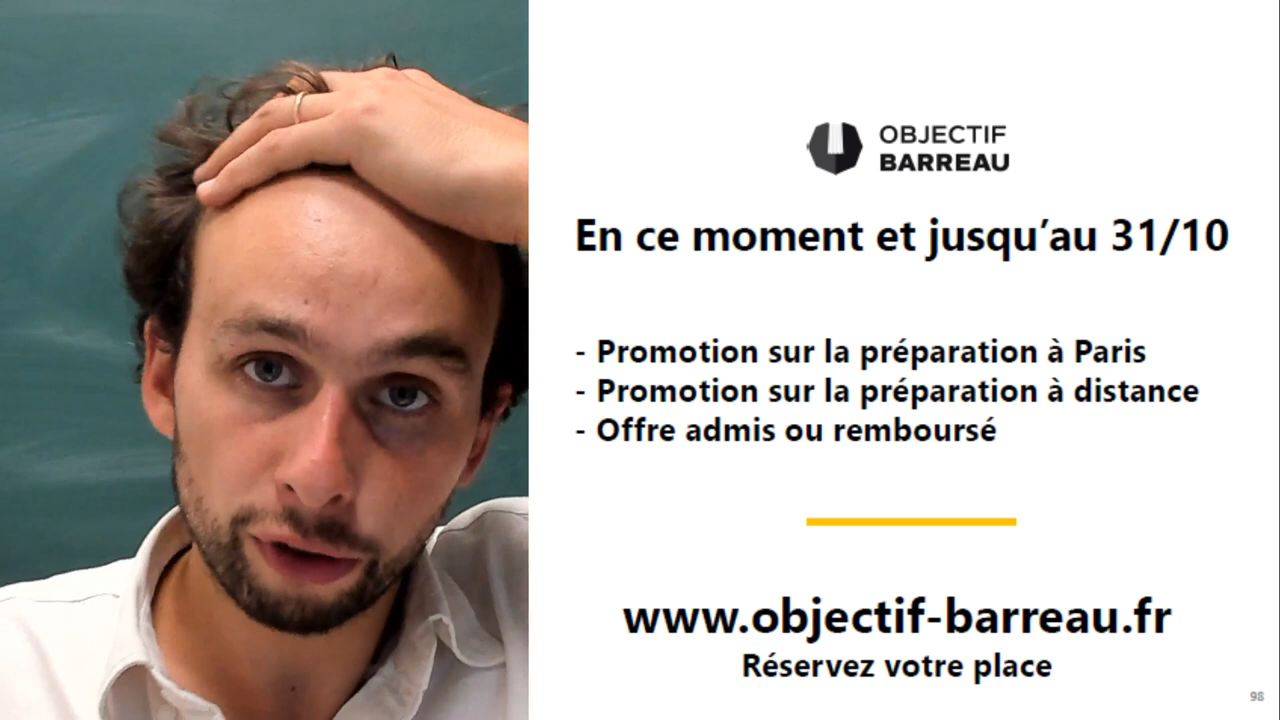 OBJECTIF
BARREAU
En ce moment et jusqu’au 31/10
- Promotion sur la préparation à Paris
- Promotion sur la préparation à distance
- Offre admis ou remboursé
www.objectif-barreau.fr
Réservez votre place
98